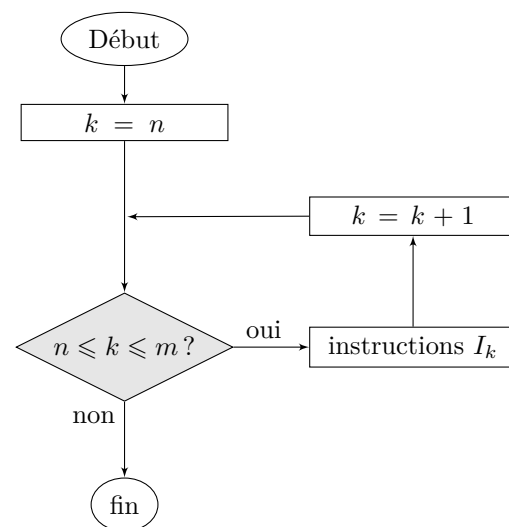 Début
k = n
k = k + 1
n ⩽ k ⩽ m ?
oui
instructions I_k
non
fin